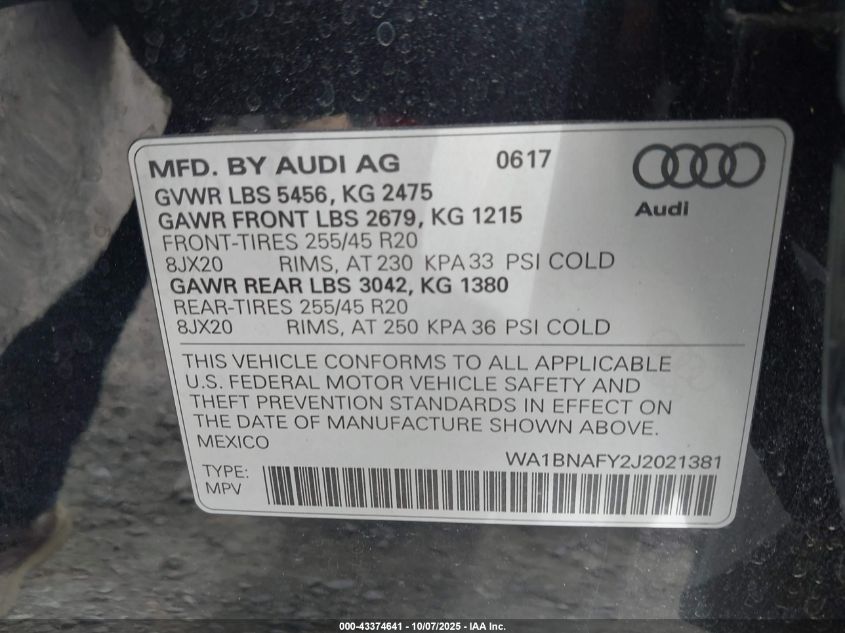 MFD. BY AUDI AG 0617
GVWR LBS 5456, KG 2475
Audi
GAWR FRONT LBS 2679, KG 1215
FRONT-TIRES 255/45 R20
8JX20 RIMS, AT 230 KPA 33 PSI COLD
GAWR REAR LBS 3042, KG 1380
REAR-TIRES 255/45 R20
8JX20 RIMS, AT 250 KPA 36 PSI COLD
THIS VEHICLE CONFORMS TO ALL APPLICABLE
U.S. FEDERAL MOTOR VEHICLE SAFETY AND
THEFT PREVENTION STANDARDS IN EFFECT ON
THE DATE OF MANUFACTURE SHOWN ABOVE.
MEXICO
WA1BNAFY2J2021381
TYPE:
MPV
000-43374641 - 10/07/2025 - IAA Inc.